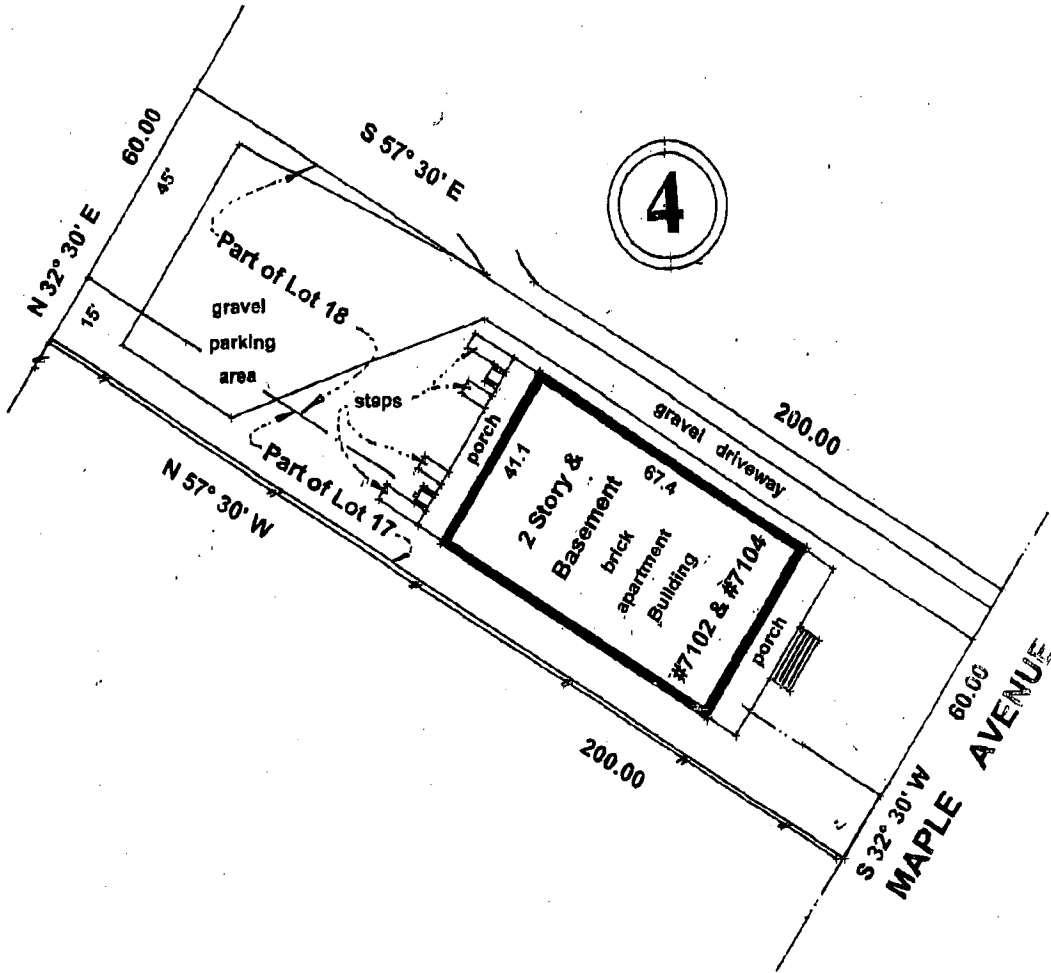 60.00
45'
N 32° 30' E
15'
S 57° 30' E
4
Part of Lot 18
gravel
parking
area
steps
Part of Lot 17
N 57° 30' W
porch
41.1
67.4
2 Story &
Basement
brick
apartment
Building
#7102 & #7104
gravel driveway
200.00
porch
200.00
60.00
S 32° 30' W
MAPLE AVENUE